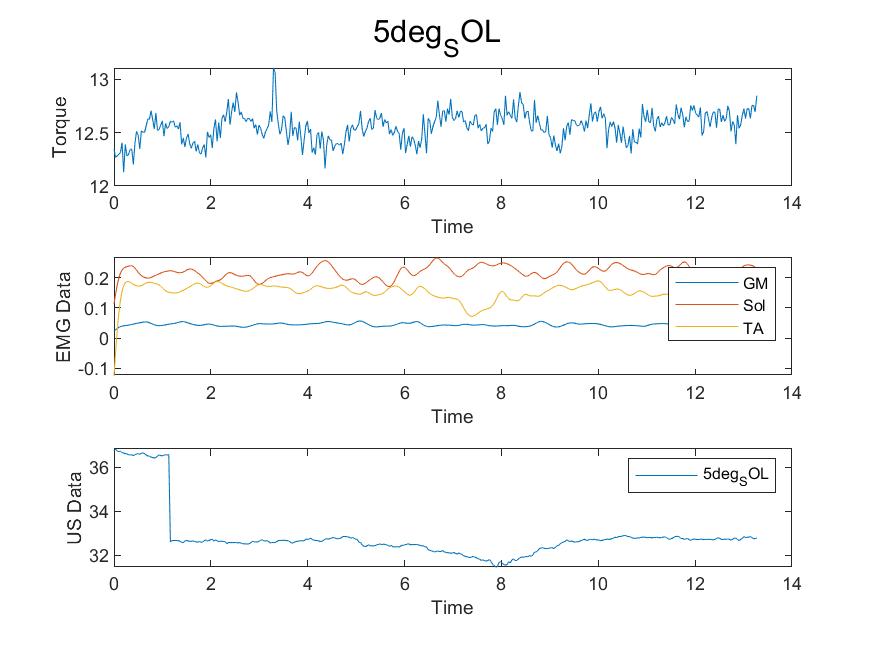 5deg_SOL
Torque
13
12.5
12
0 2 4 6 8 10 12 14
Time
EMG Data
0.2
0.1
0
-0.1
GM
Sol
TA
0 2 4 6 8 10 12 14
Time
US Data
36
34
32
5deg_SOL
0 2 4 6 8 10 12 14
Time